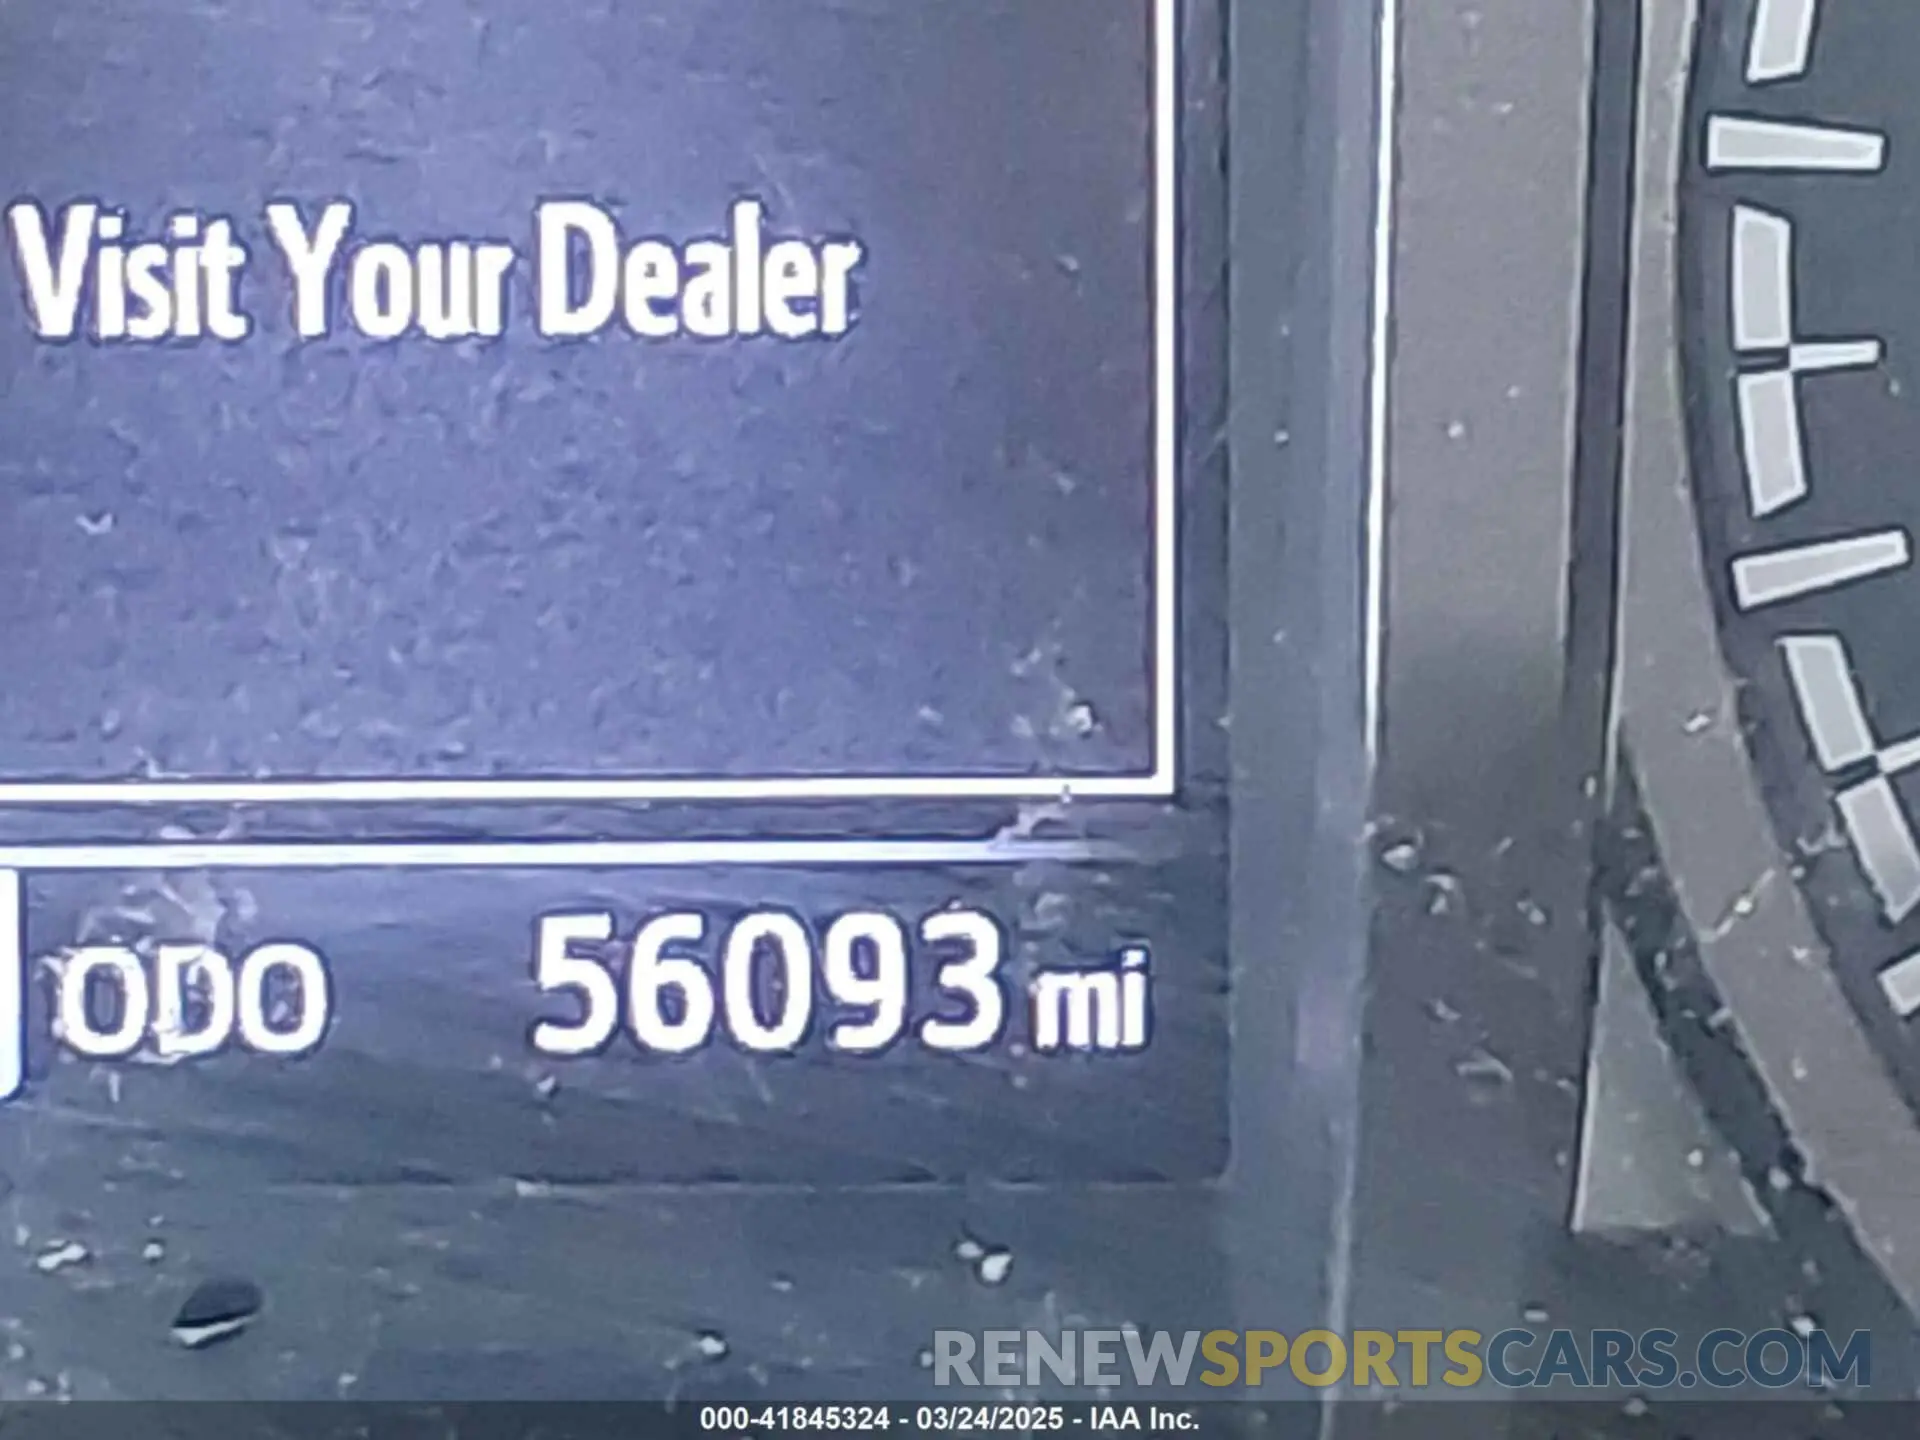 Visit Your Dealer
ODO 56093 mi
RENEWSPORTSCARS.COM
000-41845324 - 03/24/2025 - IAA Inc.